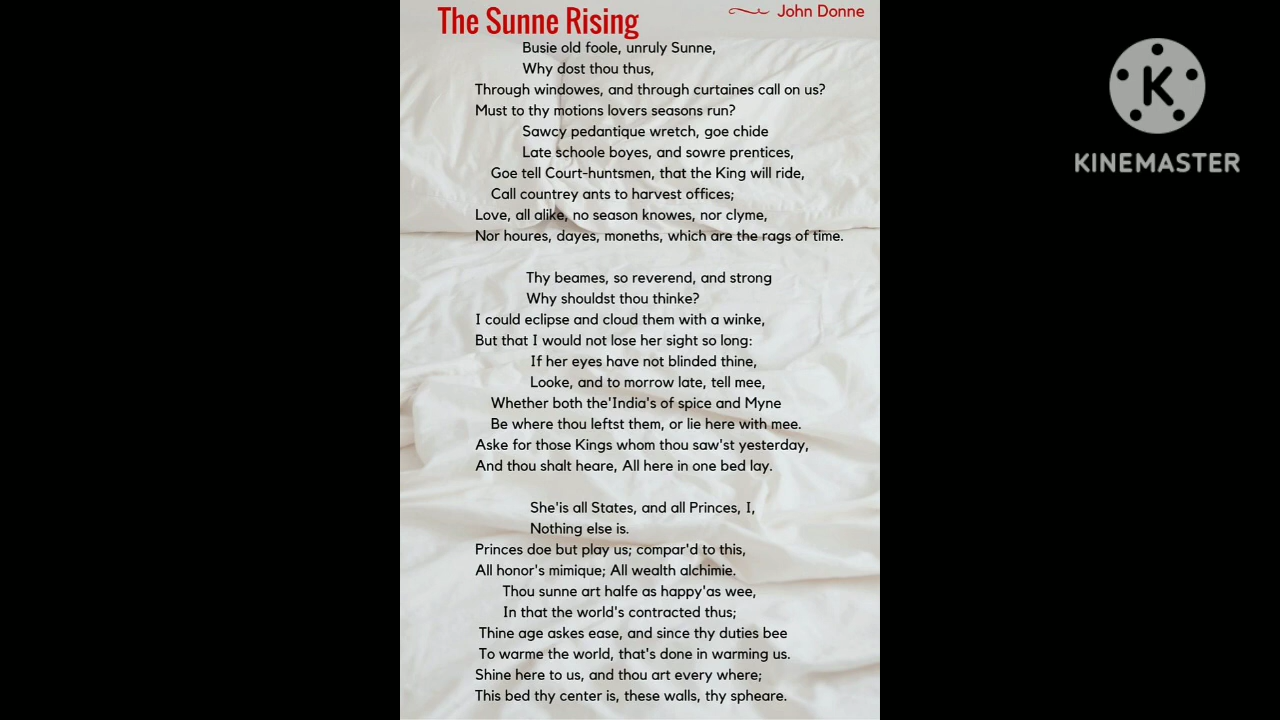 The Sunne Rising
John Donne
Busie old foole, unruly Sunne,
Why dost thou thus,
Through windowes, and through curtaines call on us?
Must to thy motions lovers seasons run?
Sawcy pedantique wretch, goe chide
Late schoole boyes, and sowre prentices,
Goe tell Court-huntsmen, that the King will ride,
Call countrey ants to harvest offices;
Love, all alike, no season knowes, nor clyme,
Nor houres, dayes, moneths, which are the rags of time.
Thy beames, so reverend, and strong
Why shouldst thou thinke?
I could eclipse and cloud them with a winke,
But that I would not lose her sight so long:
If her eyes have not blinded thine,
Looke, and to morrow late, tell mee,
Whether both the'India's of spice and Myne
Be where thou leftst them, or lie here with mee.
Aske for those Kings whom thou saw'st yesterday,
And thou shalt heare, All here in one bed lay.
She'is all States, and all Princes, I,
Nothing else is.
Princes doe but play us; compar'd to this,
All honor's mimique; All wealth alchimie.
Thou sunne art halfe as happy'as wee,
In that the world's contracted thus;
Thine age askes ease, and since thy duties bee
To warme the world, that's done in warming us.
Shine here to us, and thou art every where;
This bed thy center is, these walls, thy spheare.
K
KINEMASTER